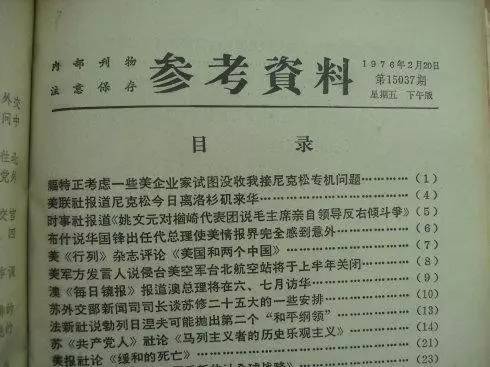 内部刊物
注意保存
参考資料
1976年2月20日
第15037期
星期五 下午版
目 录
福特正考虑一些美企业家试图没收我接尼克松专机问题…………(1)
美联社报道尼克松今日离洛杉矶来华…………(4)
时事社报道《姚文元对楢崎代表团说毛主席亲自领导反右倾斗争》(5)
布什说华国锋出任代总理使美情报界完全感到意外…………(6)
美《行列》杂志评论《美国和两个中国》…………(7)
美军方发言人说侵台美空军台北航空站将于上半年关闭…………(8)
澳《每日镜报》报道澳总理将在六、七月访华…………(9)
苏外交部新闻司司长谈苏修二十五大的一些安排…………(10)
法新社说勃列日涅夫可能抛出第二个“和平纲领”…………(13)
苏《共产党人》社论《马列主义者的历史乐观主义》…………(14)
美报社论《缓和的死亡》…………(21)
(23)